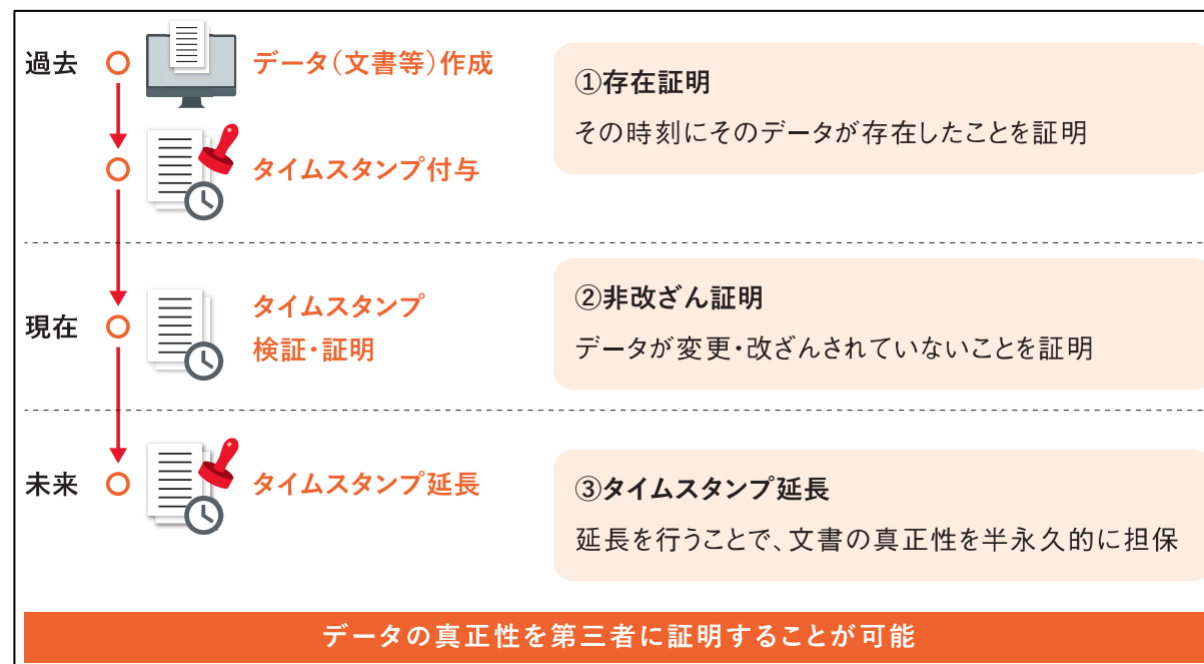 過去
データ(文書等)作成
①存在証明
その時刻にそのデータが存在したことを証明
タイムスタンプ付与
現在
タイムスタンプ
検証・証明
②非改ざん証明
データが変更・改ざんされていないことを証明
未来
タイムスタンプ延長
③タイムスタンプ延長
延長を行うことで、文書の真正性を半永久的に担保
データの真正性を第三者に証明することが可能